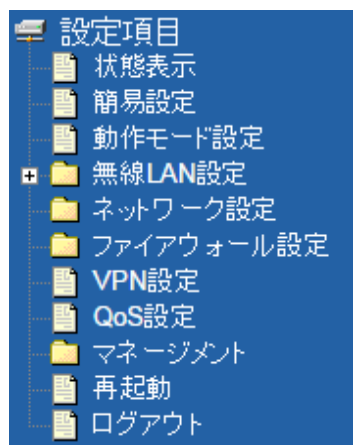 設定項目
状態表示
簡易設定
動作モード設定
無線LAN設定
ネットワーク設定
ファイアウォール設定
VPN設定
QoS設定
マネージメント
再起動
ログアウト